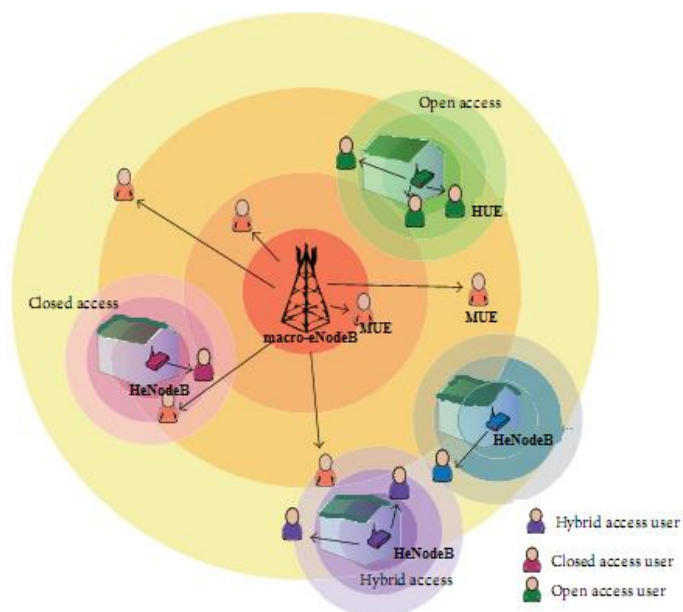 Open access
HUE
Closed access
MUE
macro-eNodeB
MUE
HeNodeB
HeNodeB
HeNodeB
Hybrid access
Hybrid access user
Closed access user
Open access user